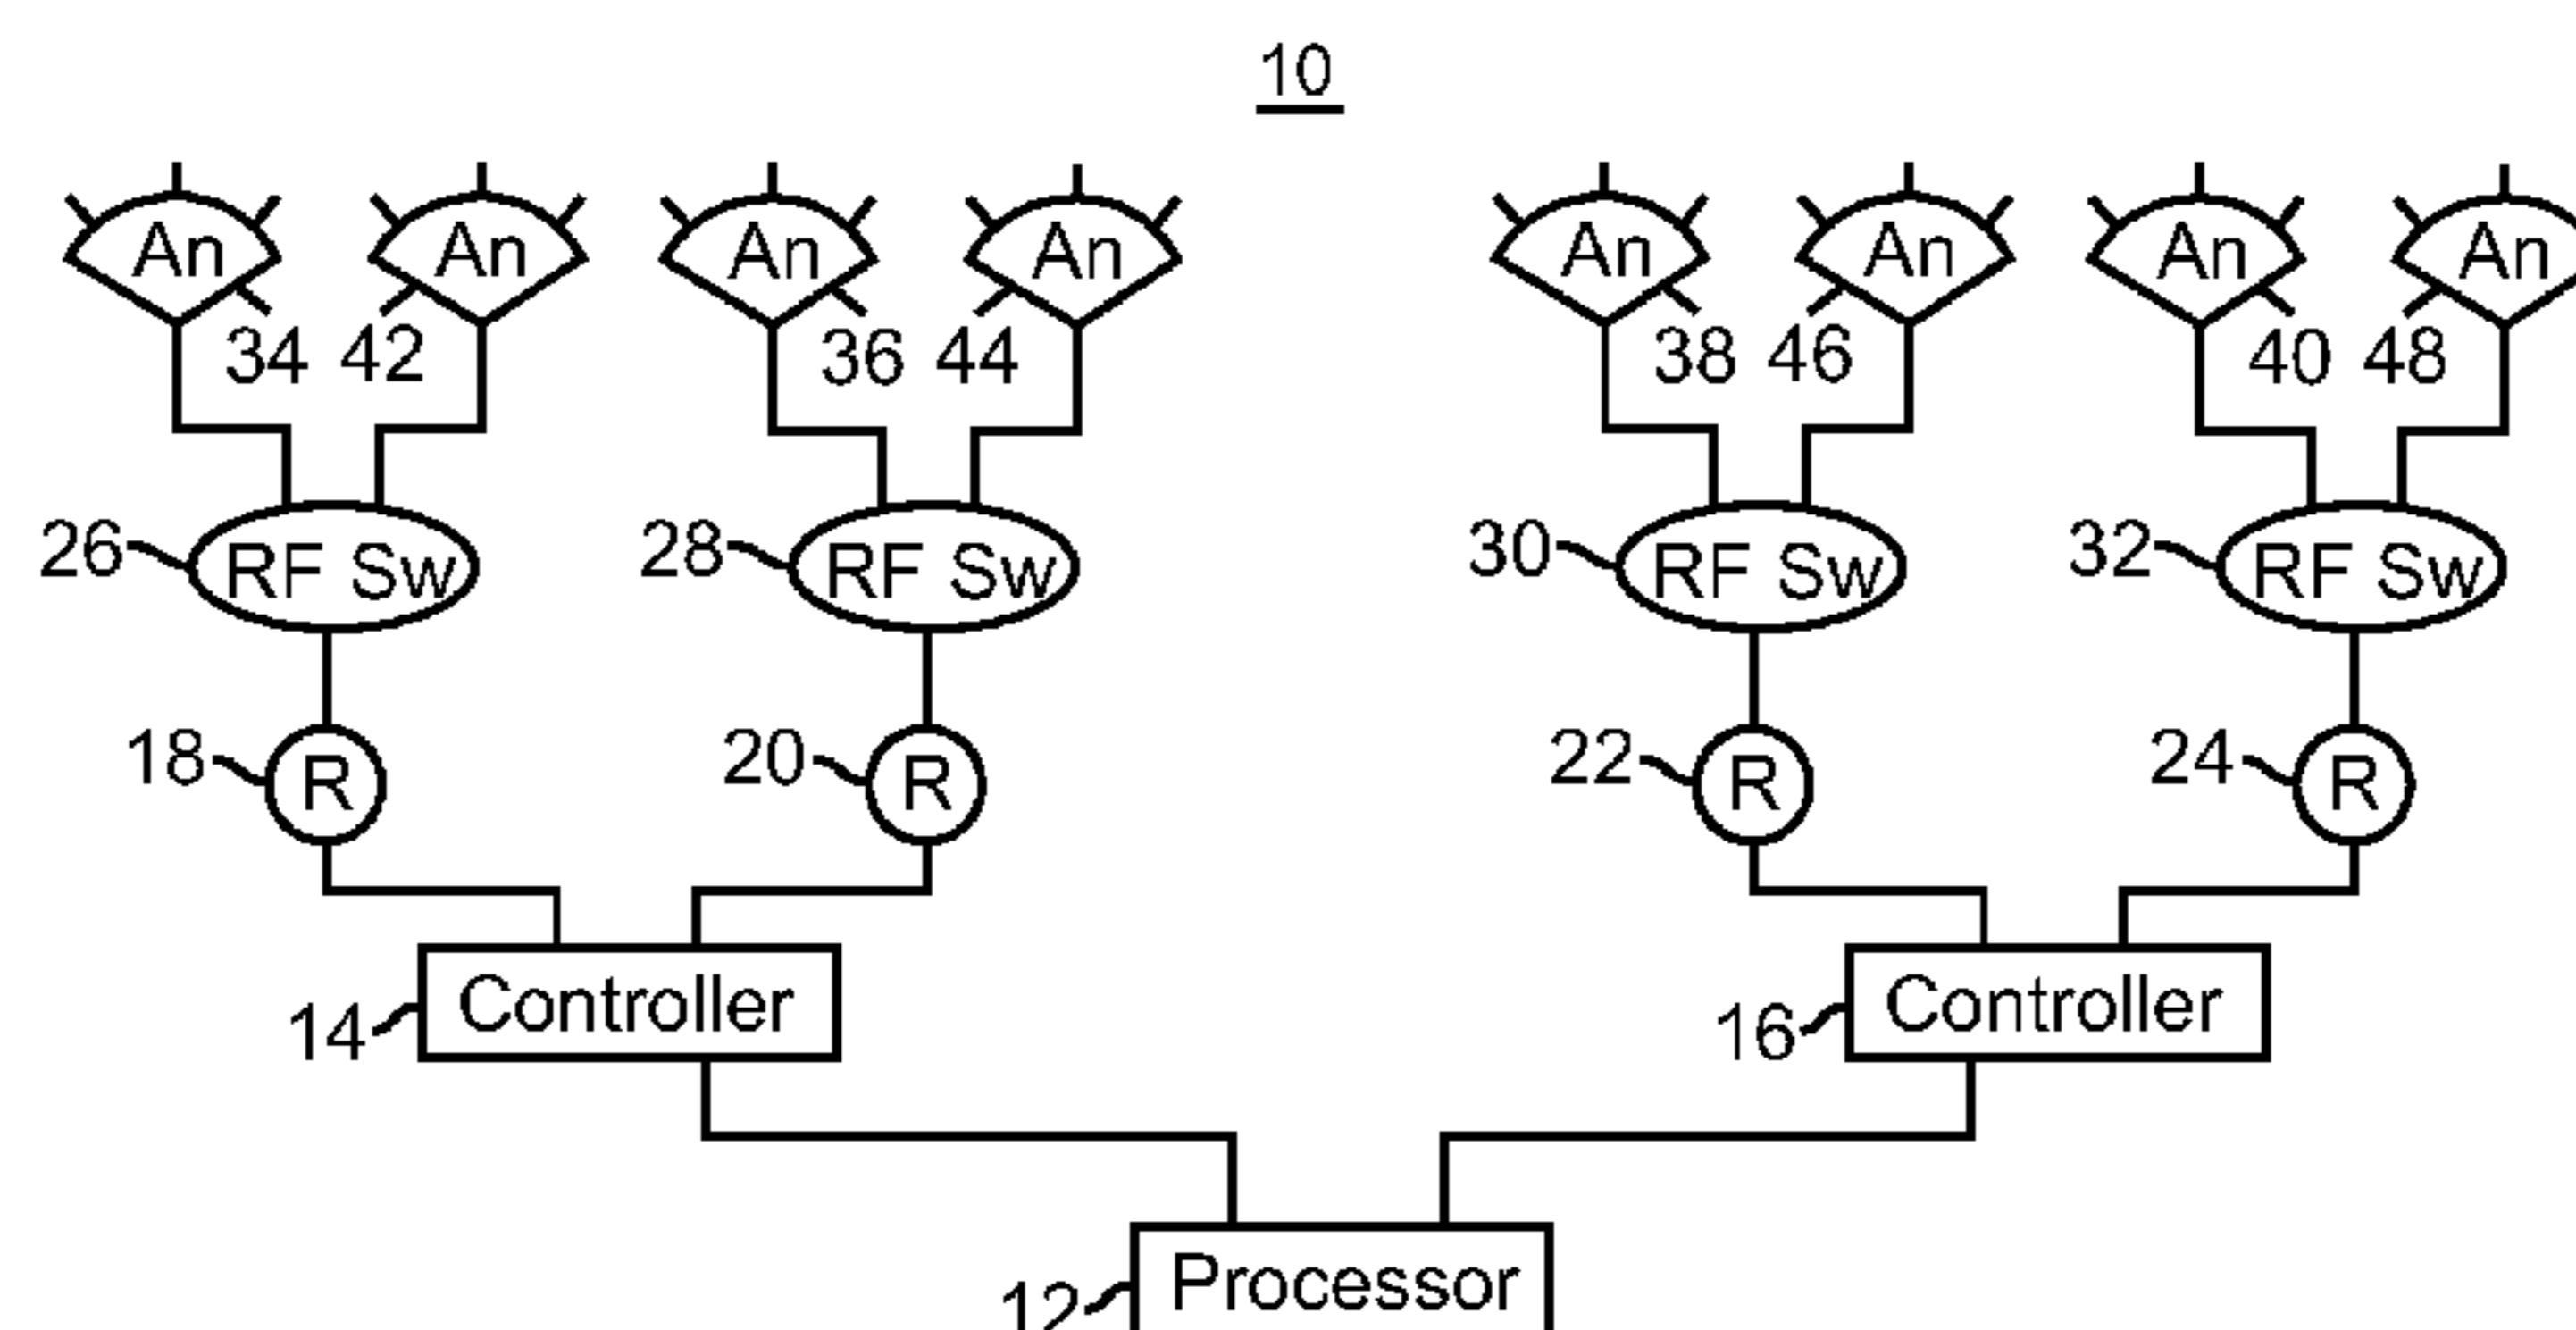 10
An An An An An An An An
34 42 36 44 38 46 40 48
26 RF Sw 28 RF Sw 30 RF Sw 32 RF Sw
18 R 20 R 22 R 24 R
14 Controller 16 Controller
12 Processor